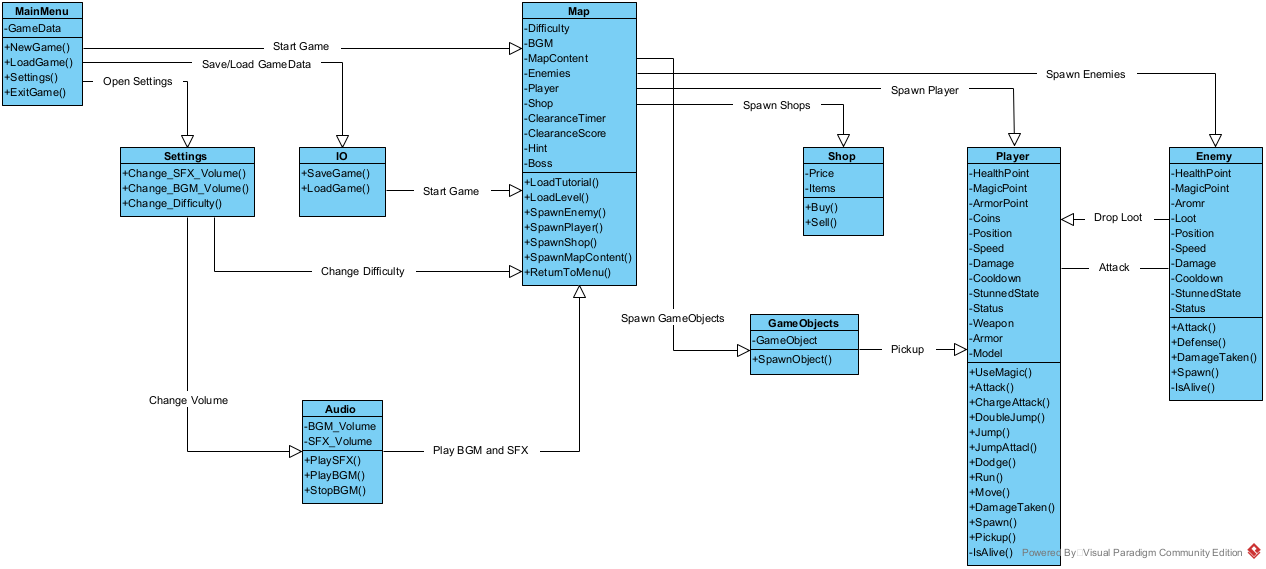 MainMenu
-GameData
+NewGame()
+LoadGame()
+Settings()
+ExitGame()
Start Game
Save/Load GameData
Open Settings
Map
-Difficulty
-BGM
-MapContent
-Enemies
-Player
-Shop
-ClearanceTimer
-ClearanceScore
-Hint
-Boss
+LoadTutorial()
+LoadLevel()
+SpawnEnemy()
+SpawnPlayer()
+SpawnShop()
+SpawnMapContent()
+ReturnToMenu()
Spawn Enemies
Spawn Player
Spawn Shops
Settings
+Change_SFX_Volume()
+Change_BGM_Volume()
+Change_Difficulty()
IO
+SaveGame()
+LoadGame()
Start Game
Shop
-Price
-Items
+Buy()
+Sell()
Player
-HealthPoint
-MagicPoint
-ArmorPoint
-Coins
-Position
-Speed
-Damage
-Cooldown
-StunnedState
-Status
-Weapon
-Armor
-Model
+UseMagic()
+Attack()
+ChargeAttack()
+DoubleJump()
+Jump()
+JumpAttacl()
+Dodge()
+Run()
+Move()
+DamageTaken()
+Spawn()
+Pickup()
-IsAlive()
Drop Loot
Attack
Enemy
-HealthPoint
-MagicPoint
-Aromr
-Loot
-Position
-Speed
-Damage
-Cooldown
-StunnedState
-Status
+Attack()
+Defense()
+DamageTaken()
+Spawn()
-IsAlive()
Change Difficulty
Spawn GameObjects
GameObjects
-GameObject
+SpawnObject()
Pickup
Change Volume
Audio
-BGM_Volume
-SFX_Volume
+PlaySFX()
+PlayBGM()
+StopBGM()
Play BGM and SFX
Powered By Visual Paradigm Community Edition